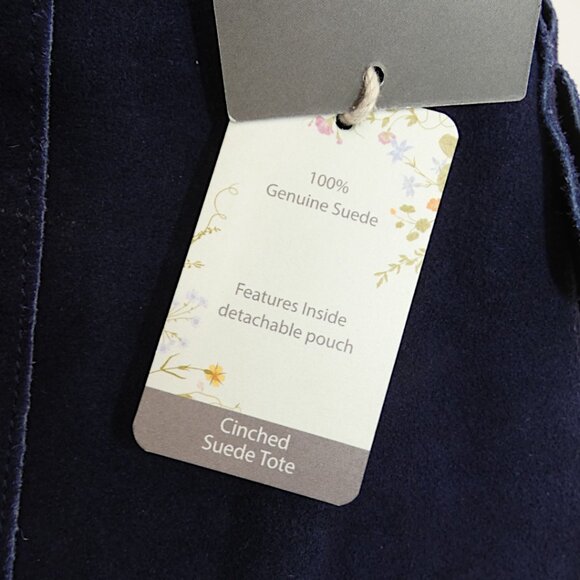 100%
Genuine Suede
Features Inside
detachable pouch
Cinched
Suede Tote